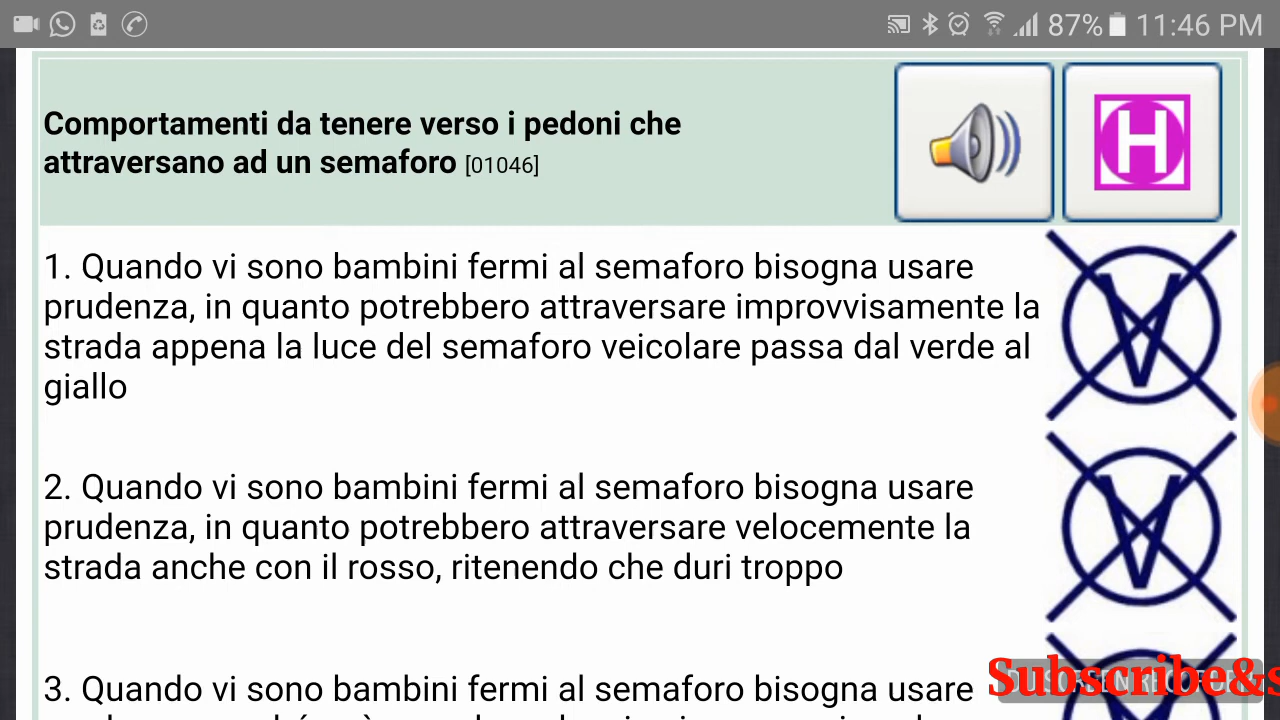 87% 11:46 PM
Comportamenti da tenere verso i pedoni che
attraversano ad un semaforo [01046]
H
1. Quando vi sono bambini fermi al semaforo bisogna usare
prudenza, in quanto potrebbero attraversare improvvisamente la
strada appena la luce del semaforo veicolare passa dal verde al
giallo
V
2. Quando vi sono bambini fermi al semaforo bisogna usare
prudenza, in quanto potrebbero attraversare velocemente la
strada anche con il rosso, ritenendo che duri troppo
V
Subscribe&s
3. Quando vi sono bambini fermi al semaforo bisogna usare